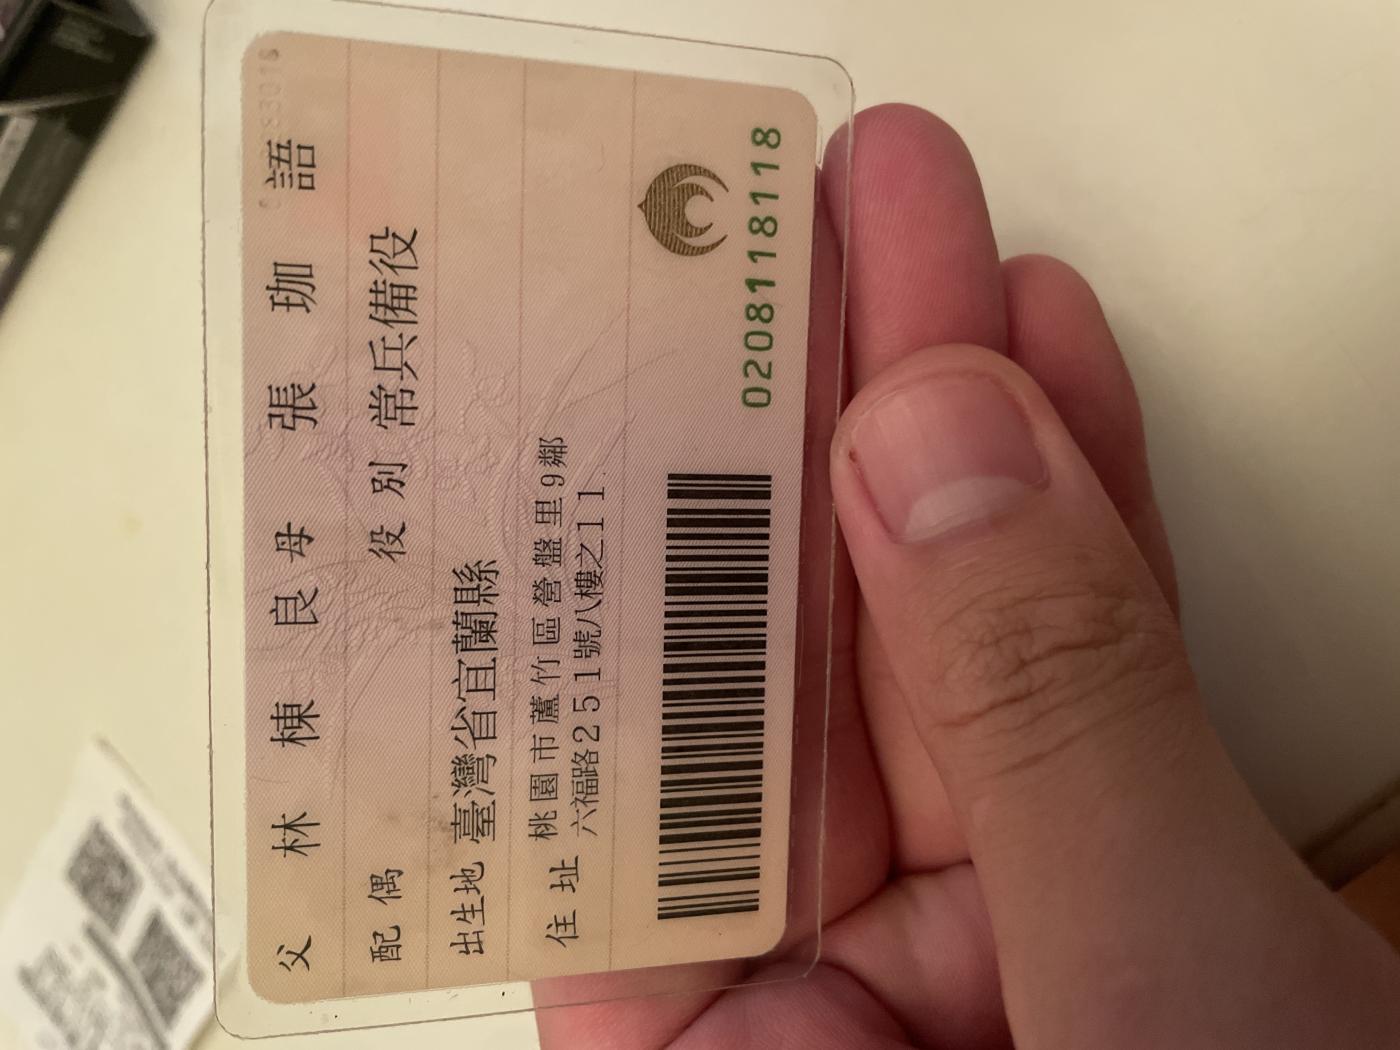 父 林 棟 良 母 張 珈 語
配偶 役別 常兵備役
出生地 臺灣省宜蘭縣
住址 桃園市蘆竹區營盤里9鄰
六福路251號八樓之11
0208118118